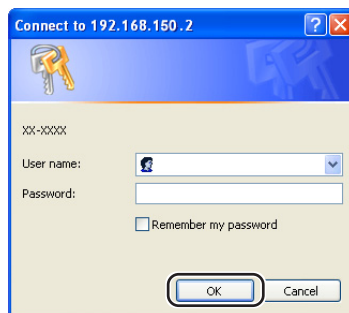 Connect to 192.168.150.2
XX-XXXX
User name:
Password:
Remember my password
OK Cancel